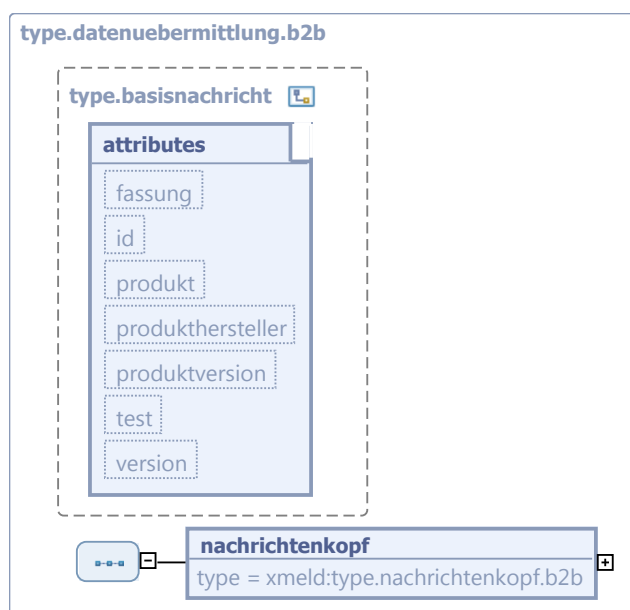 type.datenuebermittlung.b2b
type.basisnachricht
attributes
fassung
id
produkt
produkthersteller
produktversion
test
version
nachrichtenkopf
type = xmeld:type.nachrichtenkopf.b2b